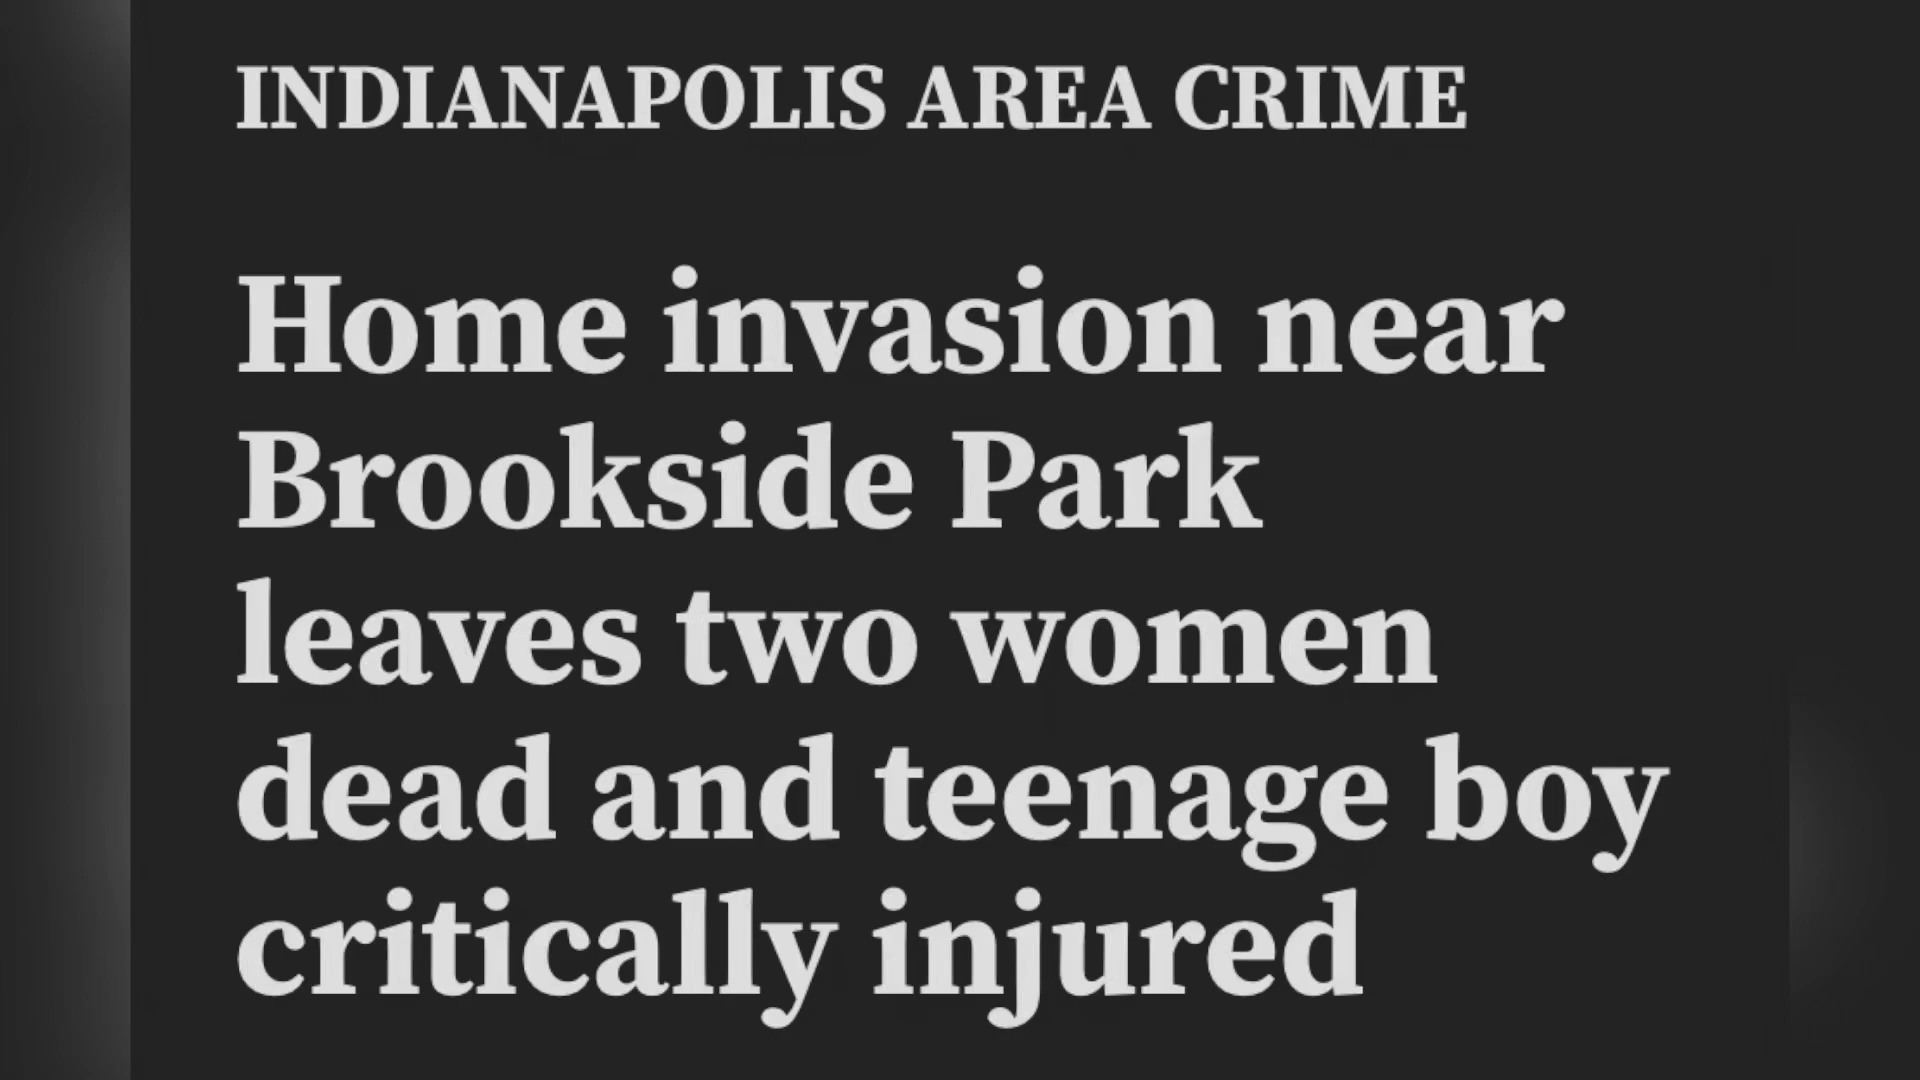 INDIANAPOLIS AREA CRIME
Home invasion near
Brookside Park
leaves two women
dead and teenage boy
critically injured